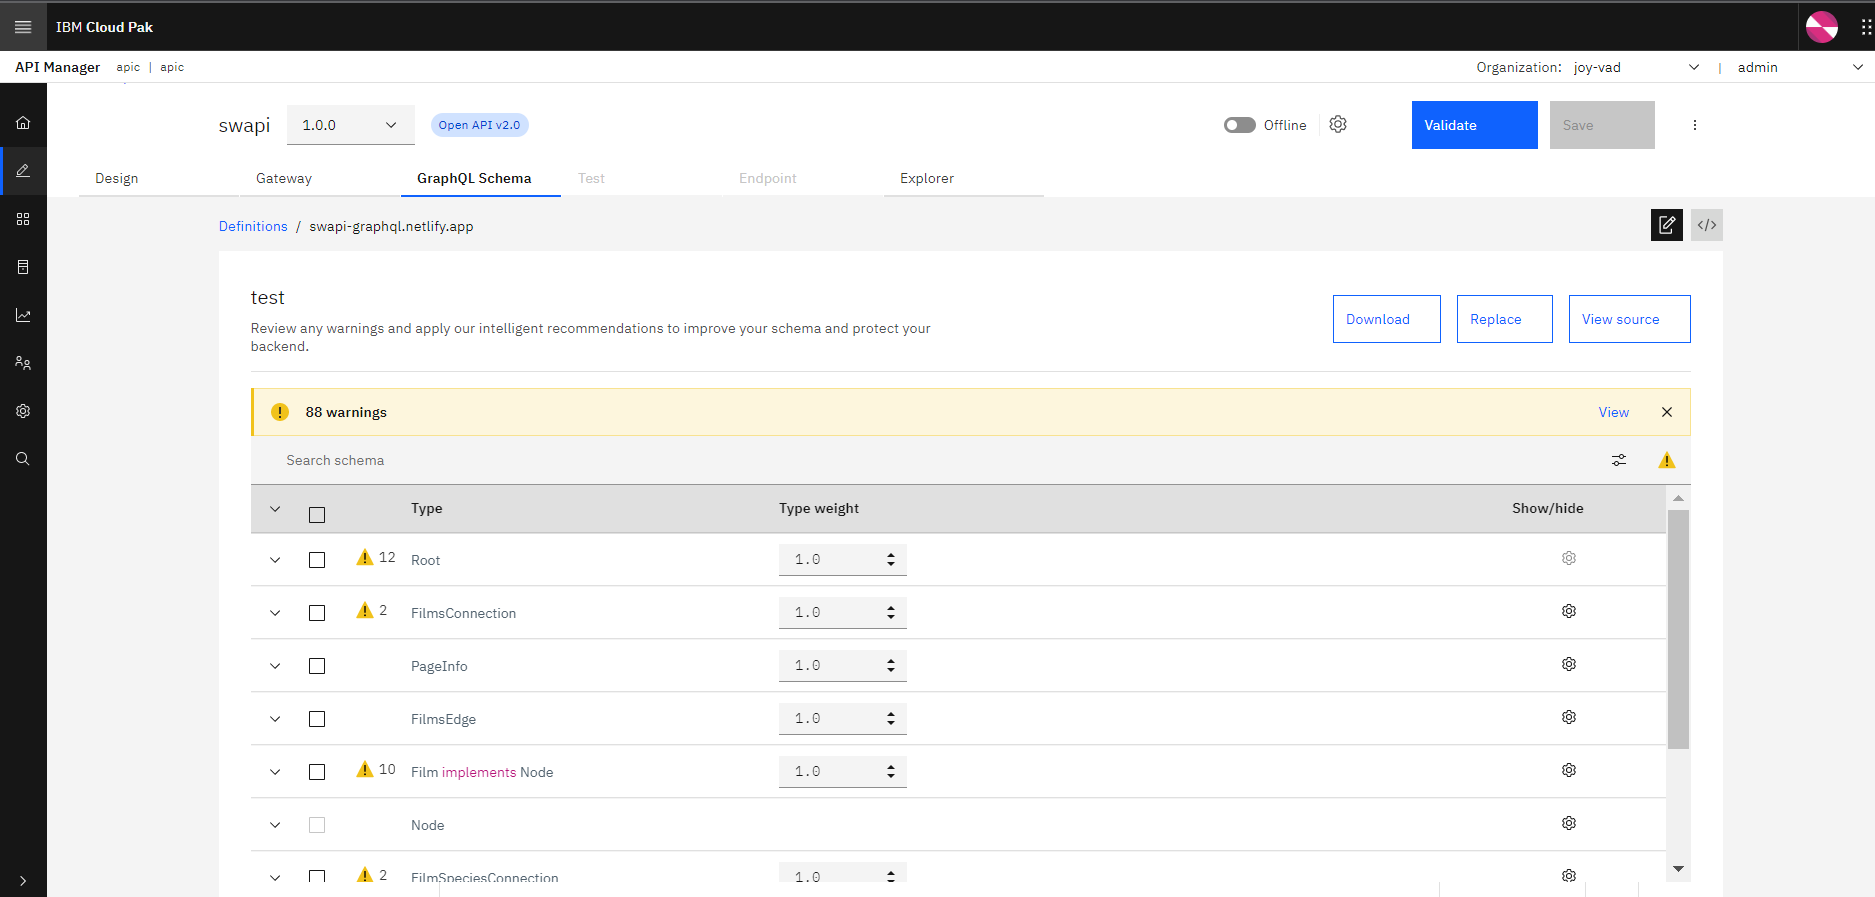 IBM Cloud Pak
API Manager apic | apic Organization: joy-vad | admin
swapi 1.0.0 Open API v2.0 Offline Validate Save
Design Gateway GraphQL Schema Test Endpoint Explorer
Definitions / swapi-graphql.netlify.app </>
test
Review any warnings and apply our intelligent recommendations to improve your schema and protect your
backend.
Download Replace View source
88 warnings View
Search schema
Type Type weight Show/hide
12 Root 1.0
2 FilmsConnection 1.0
PageInfo 1.0
FilmsEdge 1.0
10 Film implements Node 1.0
Node
2 FilmSpeciesConnection 1.0